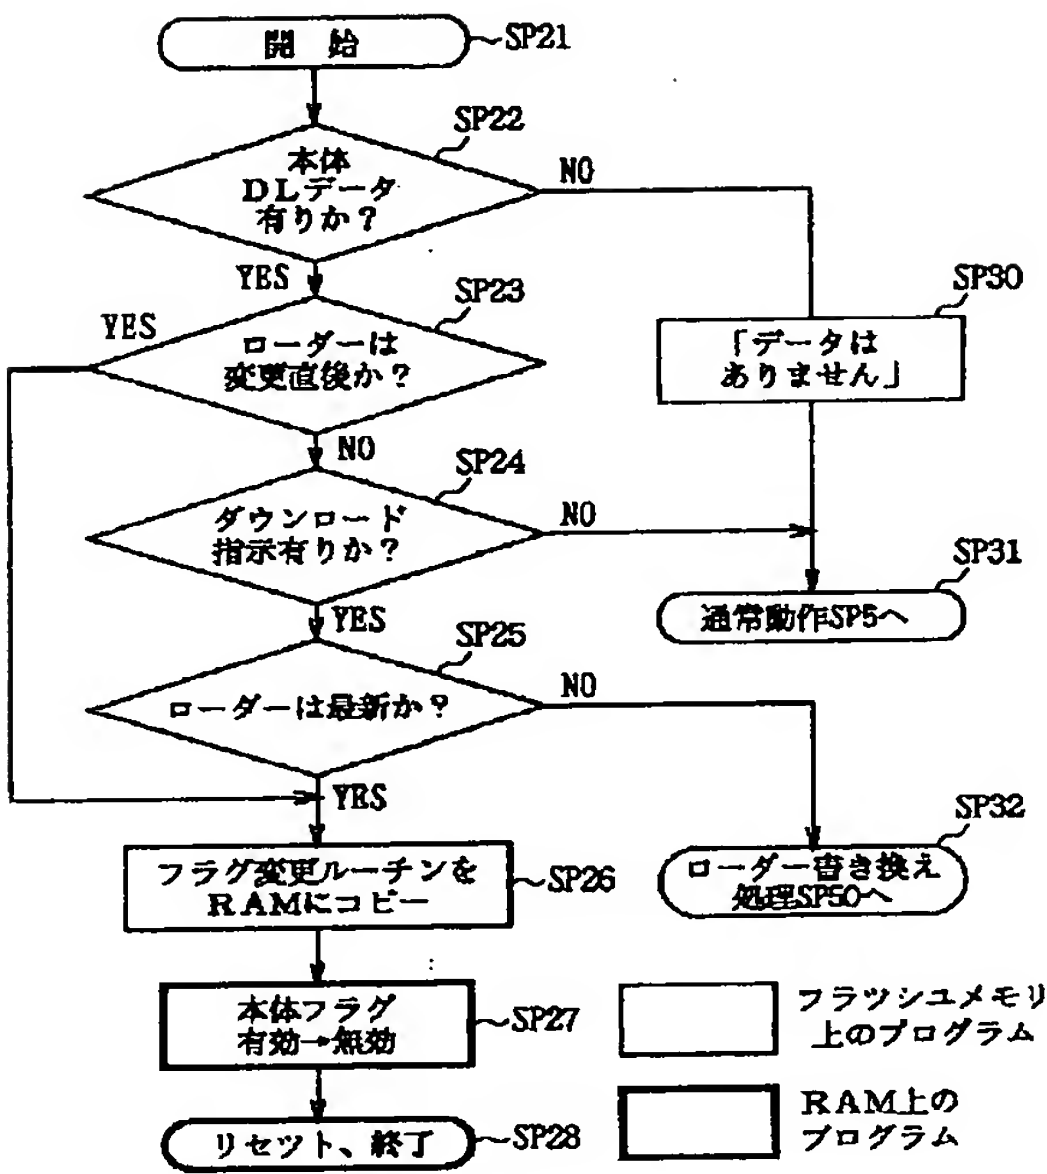 開 始
SP21
SP22
本体
DLデータ
有りか?
NO
YES
SP23
YES
ローダーは
変更直後か?
SP30
「データは
ありません」
NO
SP24
ダウンロード
指示有りか?
NO
SP31
通常動作SP5へ
YES
SP25
ローダーは最新か?
NO
YES
SP32
ローダー書き換え
処理SP50へ
フラグ変更ルーチンを
RAMにコピー
SP26
本体フラグ
有効→無効
SP27
フラツシユメモリ
上のプログラム
リセツト、終了
SP28
RAM上の
プログラム